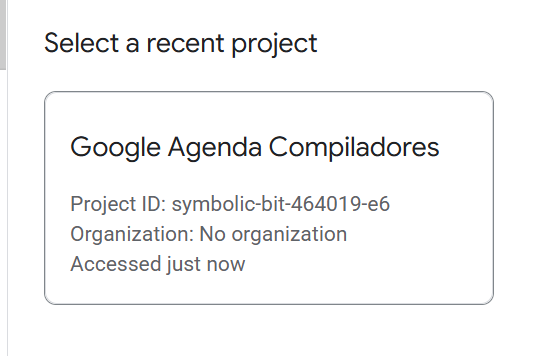 Select a recent project
Google Agenda Compiladores
Project ID: symbolic-bit-464019-e6
Organization: No organization
Accessed just now